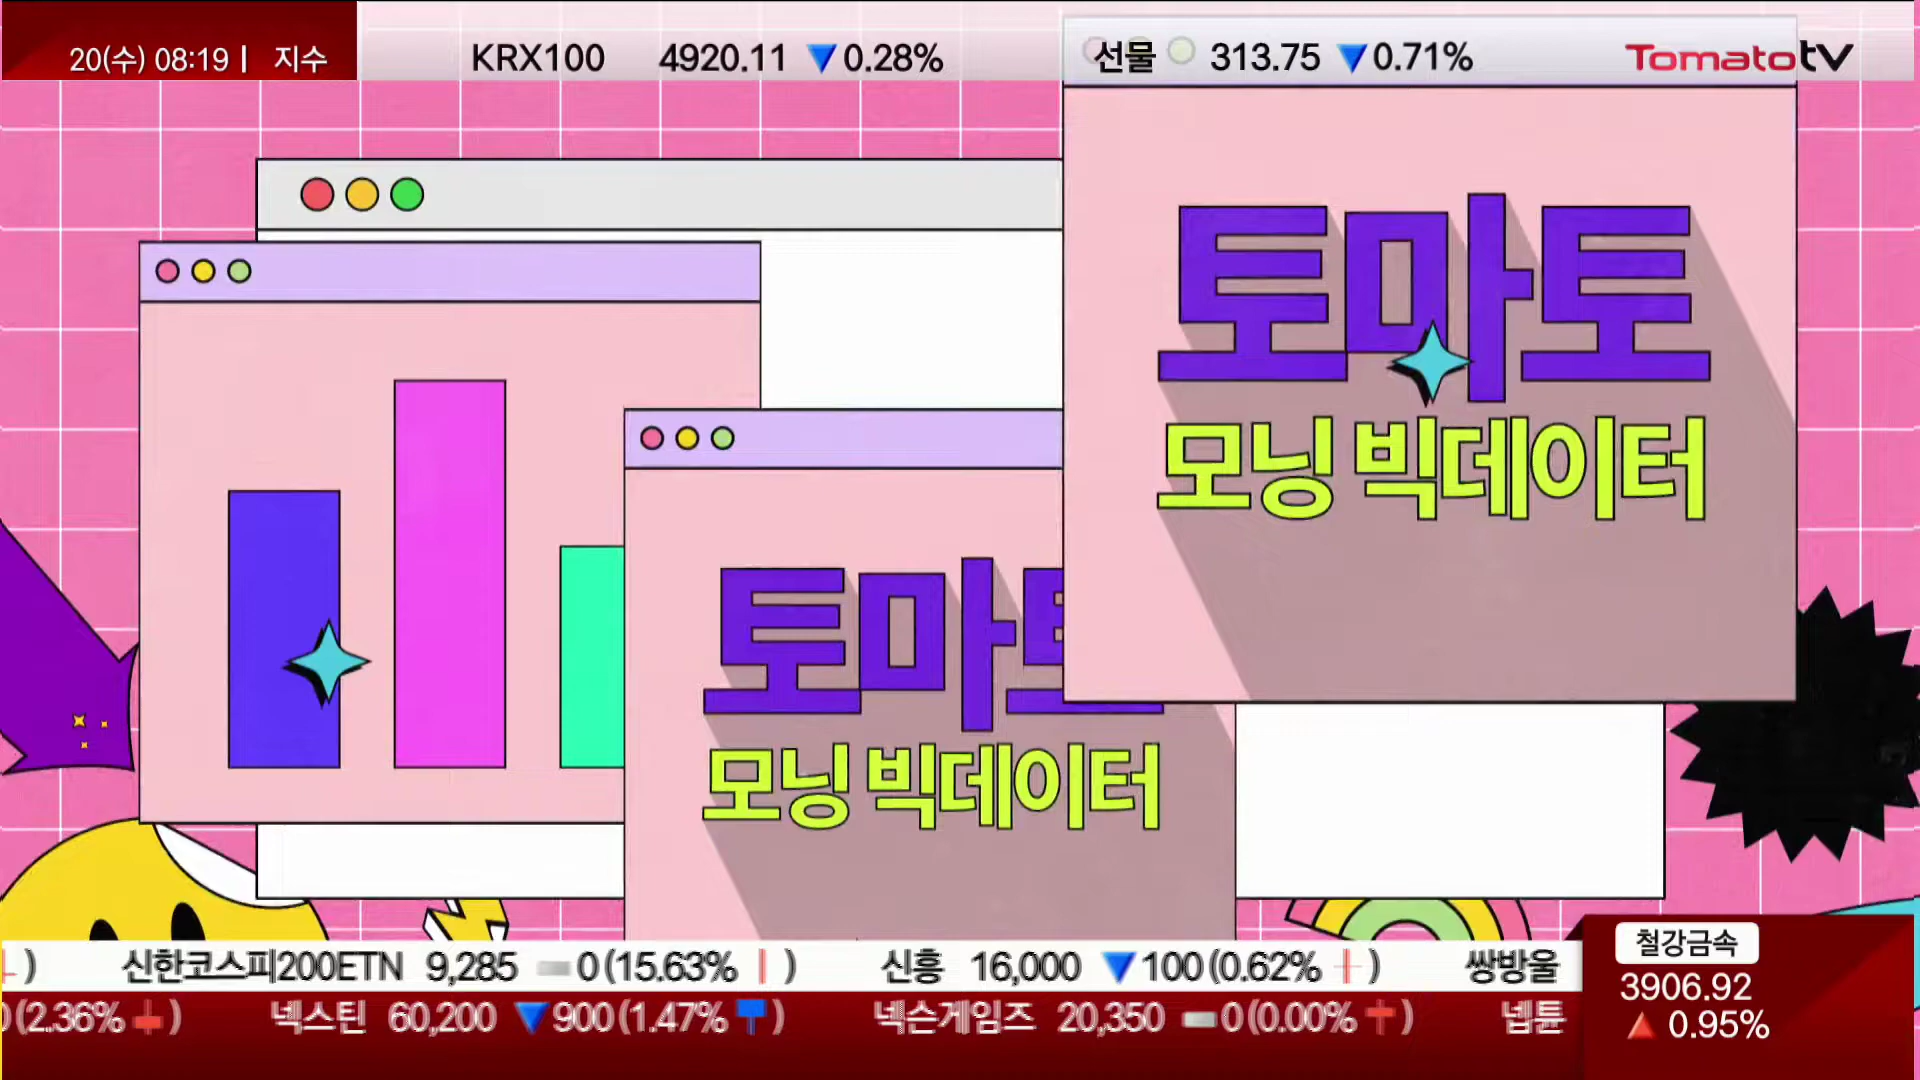 20(수) 08:19 | 지수 KRX100 4920.11 ▼0.28% 선물 313.75 ▼0.71% Tomato tv
토마토
모닝 빅데이터
토마토
모닝 빅데이터
) 신한코스피200ETN 9,285 0(15.63% ) 신흥 16,000 ▼100(0.62% ) 쌍방울
0(2.36% ) 넥스틴 60,200 ▼900(1.47% ) 넥슨게임즈 20,350 0(0.00% ) 넵튠
철강금속
3906.92
▲ 0.95%